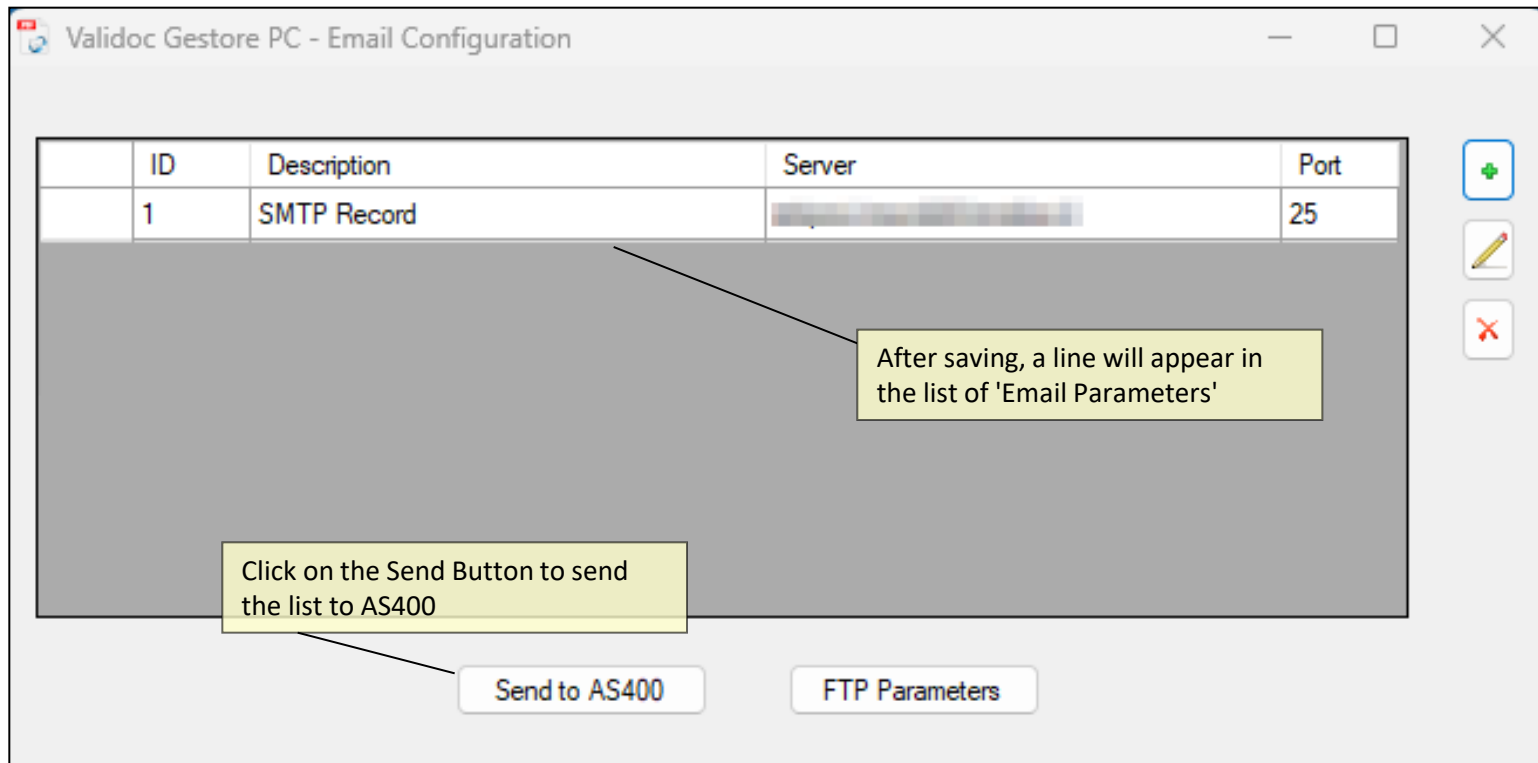 Validoc Gestore PC - Email Configuration
ID Description Server Port
1 SMTP Record 25
After saving, a line will appear in
the list of 'Email Parameters'
Click on the Send Button to send
the list to AS400
Send to AS400 FTP Parameters